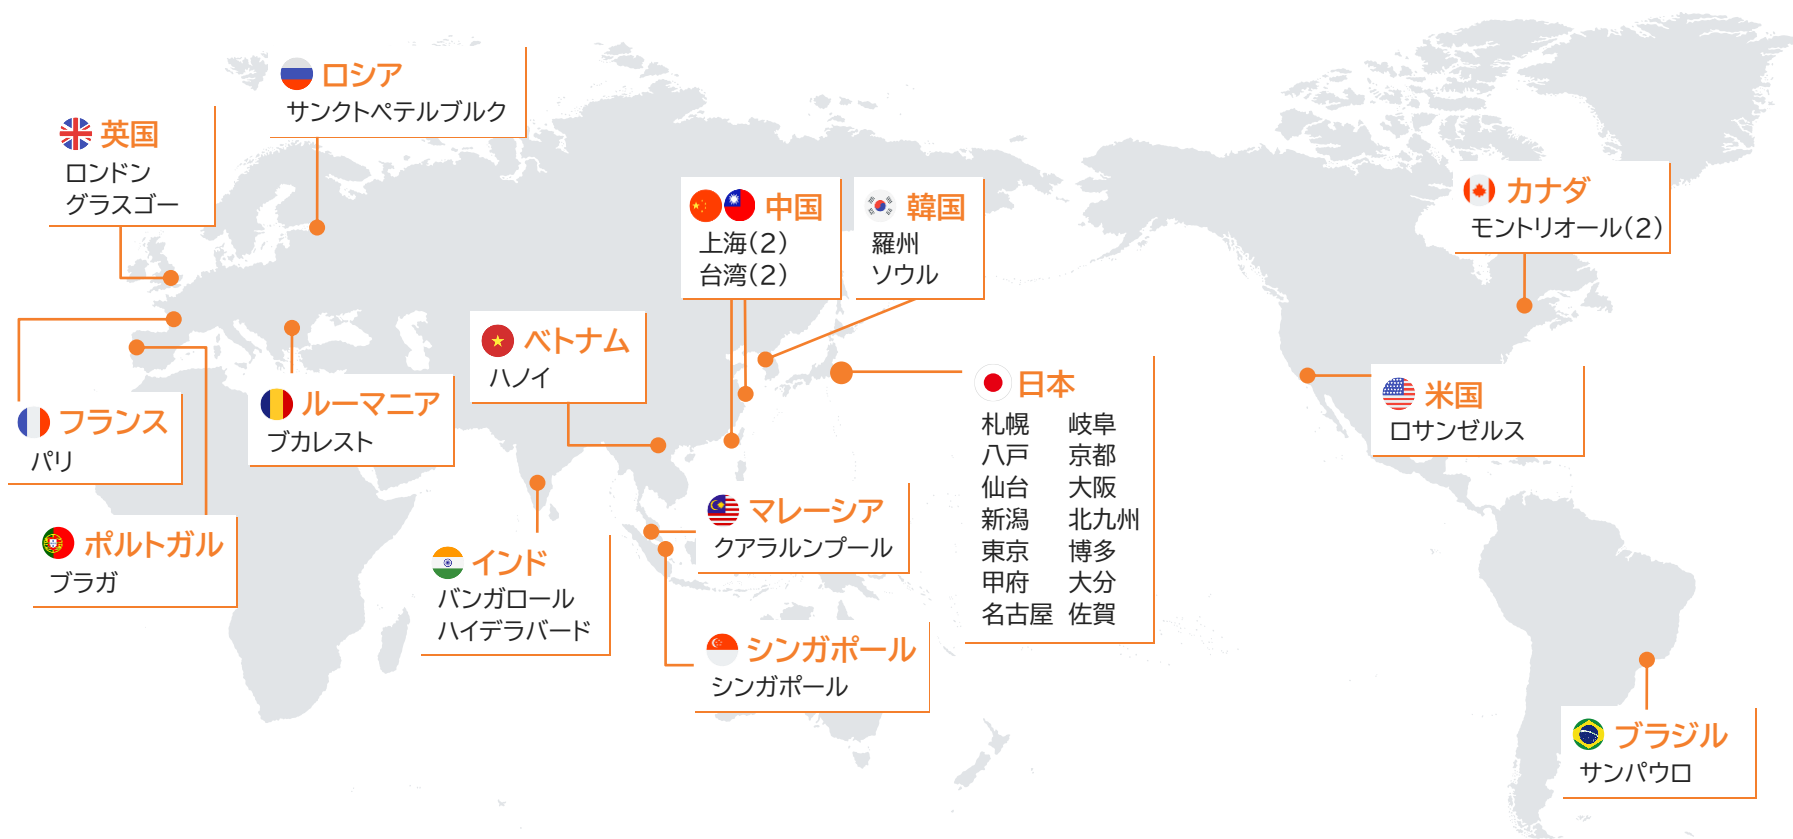 ロシア
サンクトペテルブルク
英国
ロンドン
グラスゴー
中国
上海(2)
台湾(2)
韓国
羅州
ソウル
カナダ
モントリオール(2)
ベトナム
ハノイ
日本
札幌 岐阜
八戸 京都
仙台 大阪
新潟 北九州
東京 博多
甲府 大分
名古屋 佐賀
米国
ロサンゼルス
フランス
パリ
ルーマニア
ブカレスト
ポルトガル
ブラガ
インド
バンガロール
ハイデラバード
マレーシア
クアラルンプール
シンガポール
シンガポール
ブラジル
サンパウロ